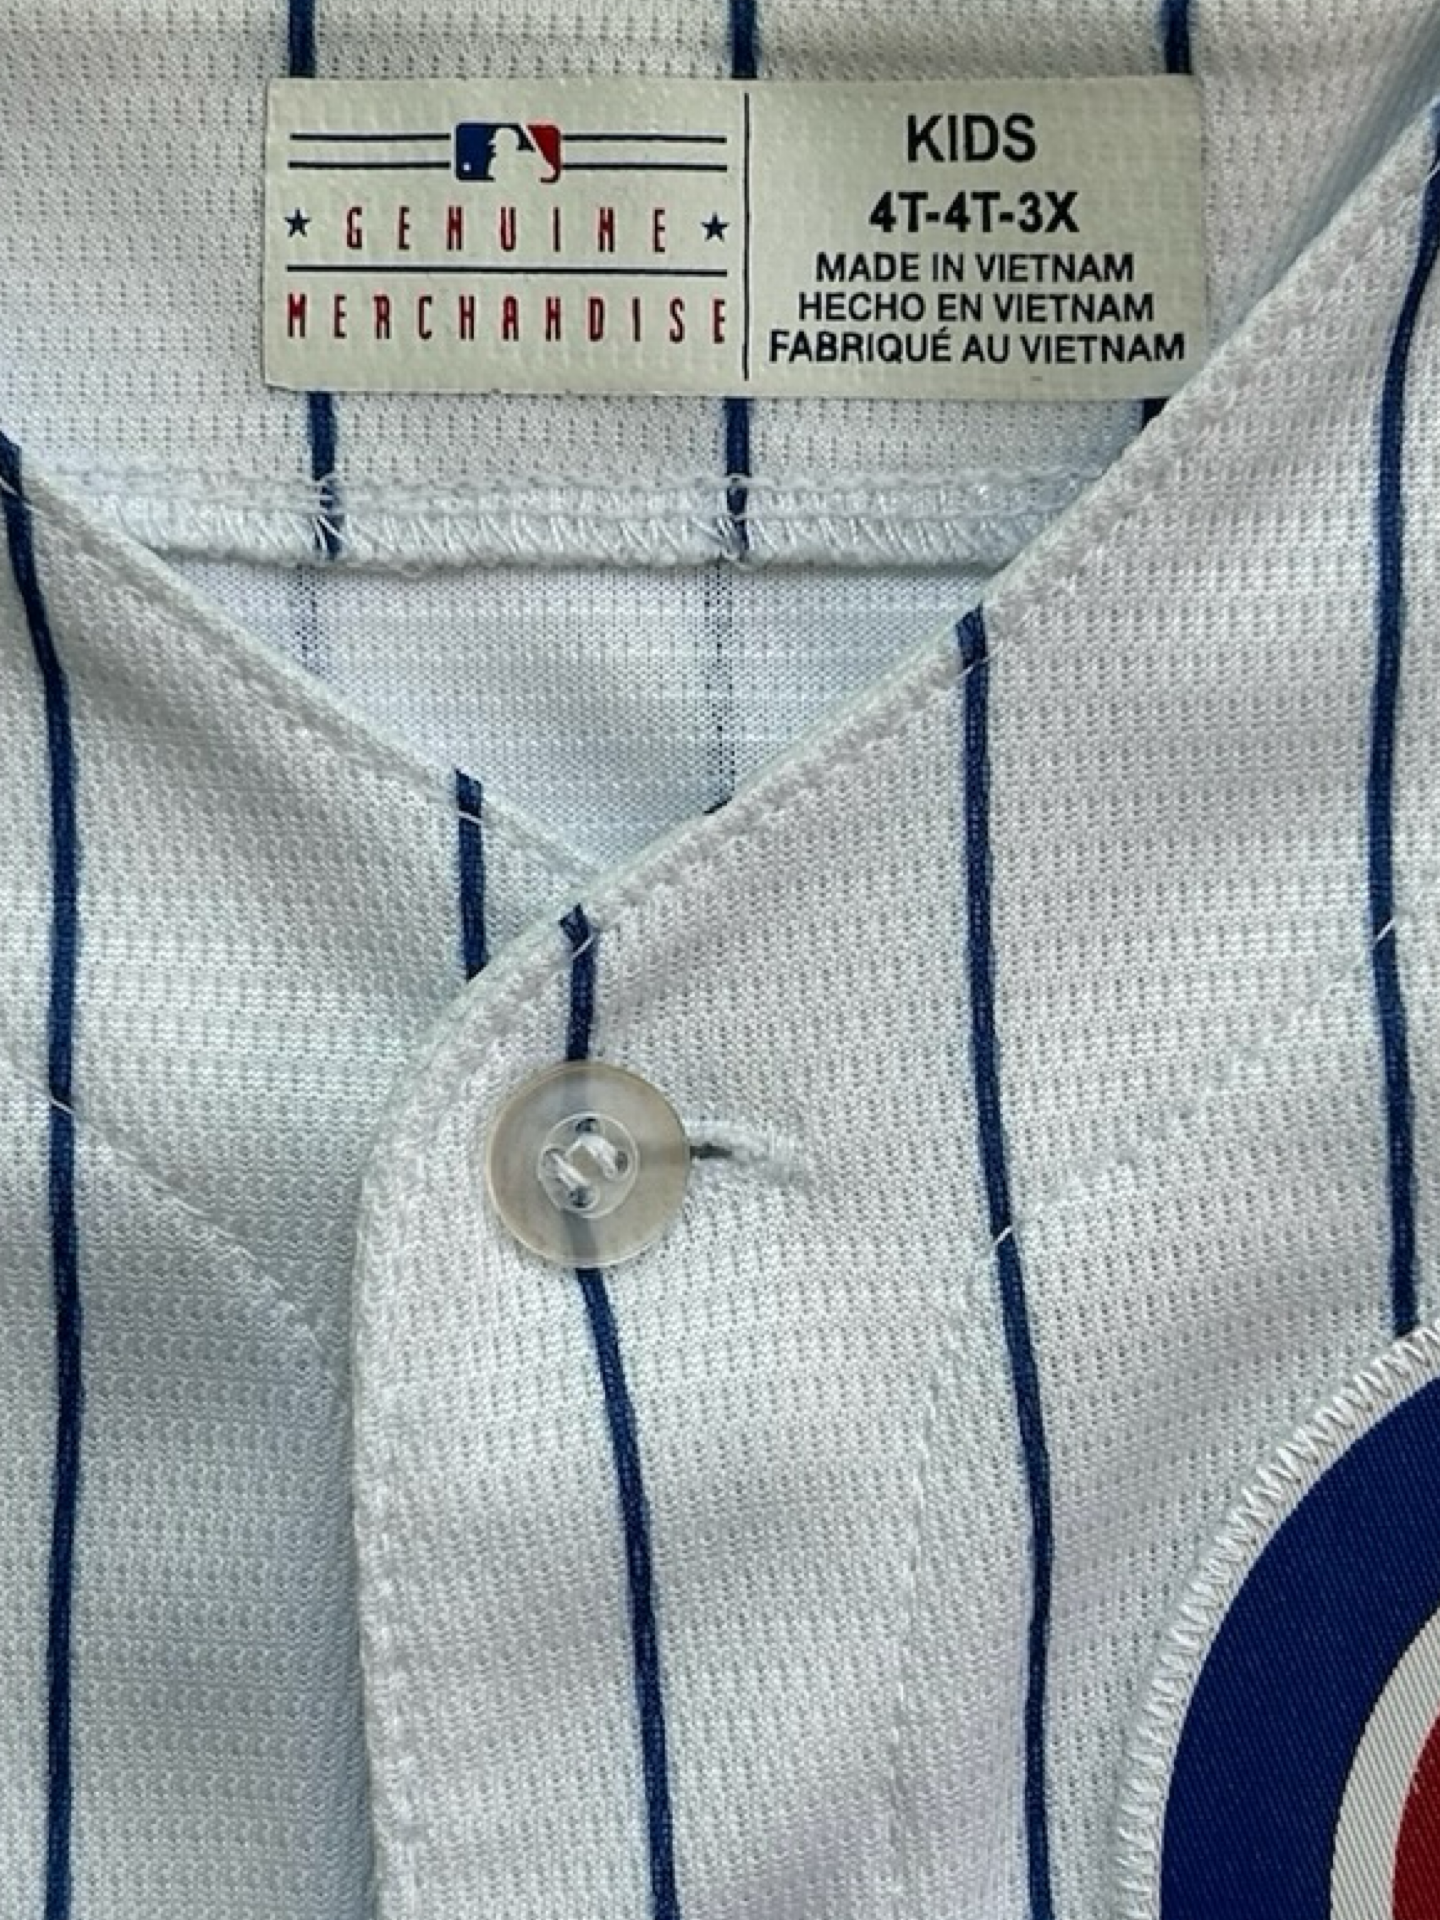 GENUINE
MERCHANDISE
KIDS
4T-4T-3X
MADE IN VIETNAM
HECHO EN VIETNAM
FABRIQUÉ AU VIETNAM